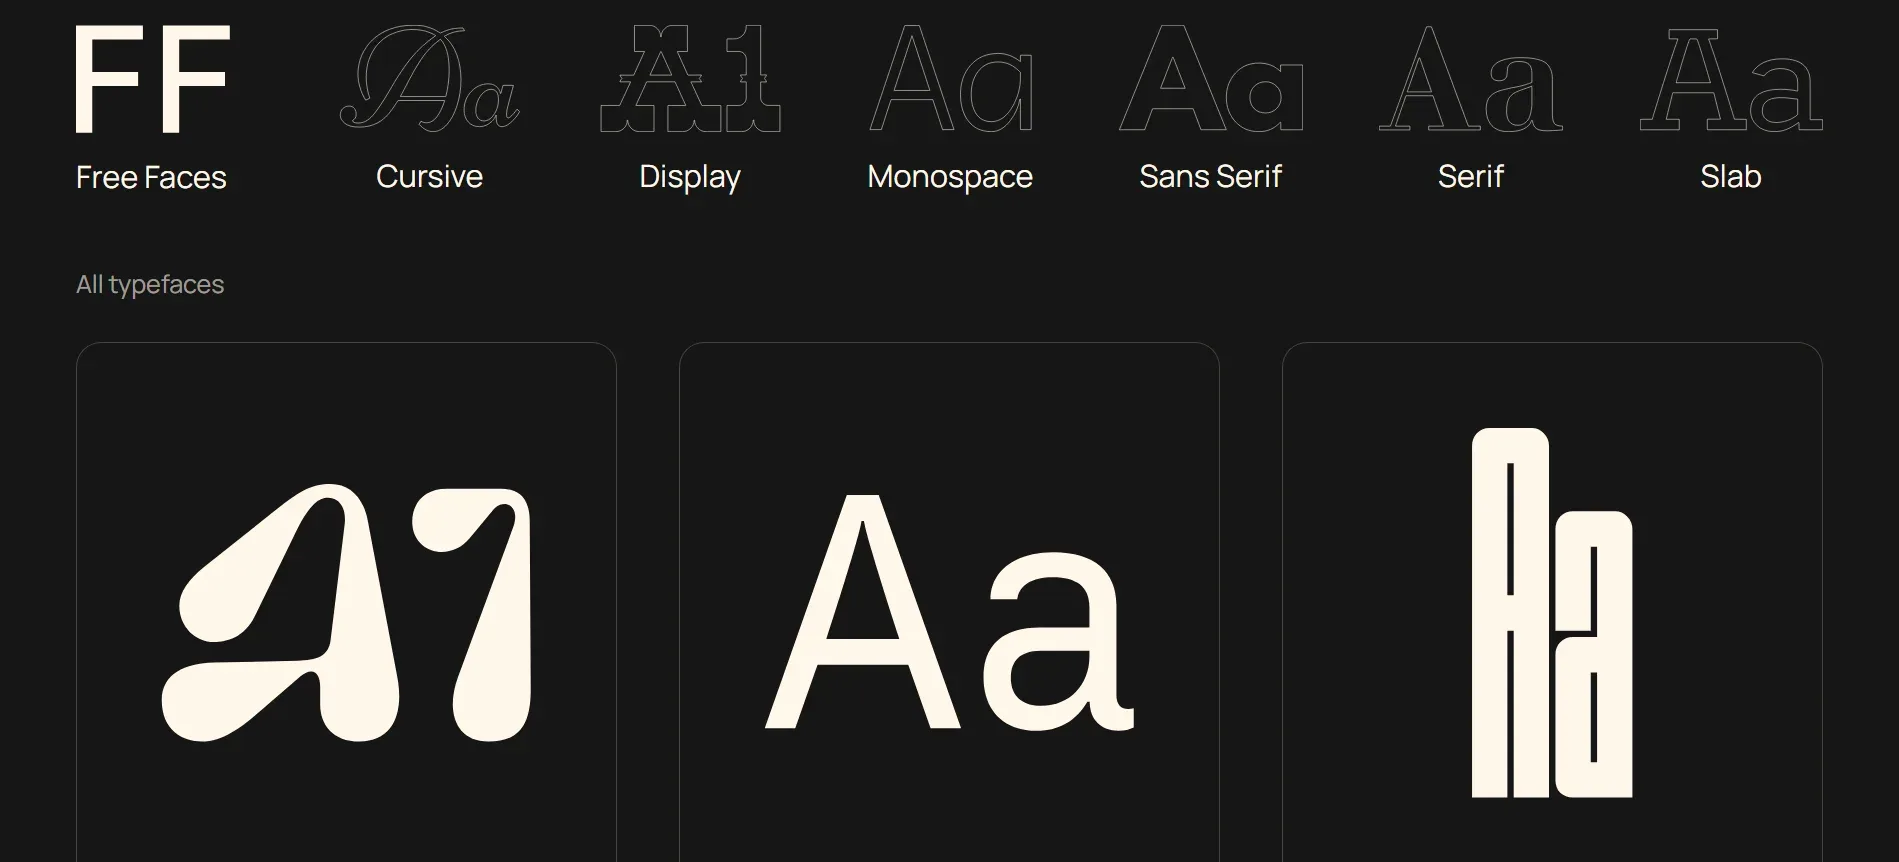 FF Aa A1 Aa Aa Aa Aa
Free Faces Cursive Display Monospace Sans Serif Serif Slab
All typefaces
A1 Aa Aa